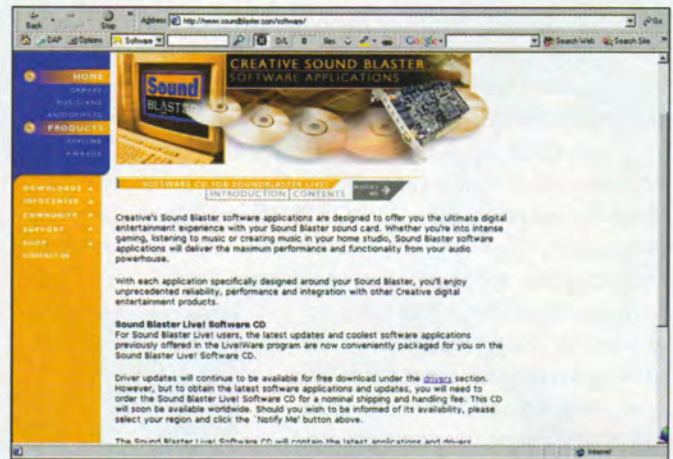 Back Stop Address http://www.soundblaster.com/software/ Go
DAP Options Software D/L 8 files Google Search Web Search Site
HOME
GAMERS
MUSICIANS
AUDIOPHILES
PRODUCTS
REVIEWS
AWARDS
DOWNLOADS
INFOCENTER
COMMUNITY
SUPPORT
SHOP
CONTACT US
Sound
BLASTER
CREATIVE SOUND BLASTER
SOFTWARE APPLICATIONS
SOFTWARE CD FOR SOUNDBLASTER LIVE!
INTRODUCTION CONTENTS
NOTIFY
ME
Creative's Sound Blaster software applications are designed to offer you the ultimate digital
entertainment experience with your Sound Blaster sound card. Whether you're into intense
gaming, listening to music or creating music in your home studio, Sound Blaster software
applications will deliver the maximum performance and functionality from your audio
powerhouse.
With each application specifically designed around your Sound Blaster, you'll enjoy
unprecedented reliability, performance and integration with other Creative digital
entertainment products.
Sound Blaster Live! Software CD
For Sound Blaster Live! users, the latest updates and coolest software applications
previously offered in the Live!Ware program are now conveniently packaged for you on the
Sound Blaster Live! Software CD.
Driver updates will continue to be available for free download under the drivers section.
However, but to obtain the latest software applications and updates, you will need to
order the Sound Blaster Live! Software CD for a nominal shipping and handling fee. This CD
will soon be available worldwide. Should you wish to be informed of its availability, please
select your region and click the `Notify Me' button above.
The Sound Blaster Live! Software CD will contain the latest applications and drivers
Internet